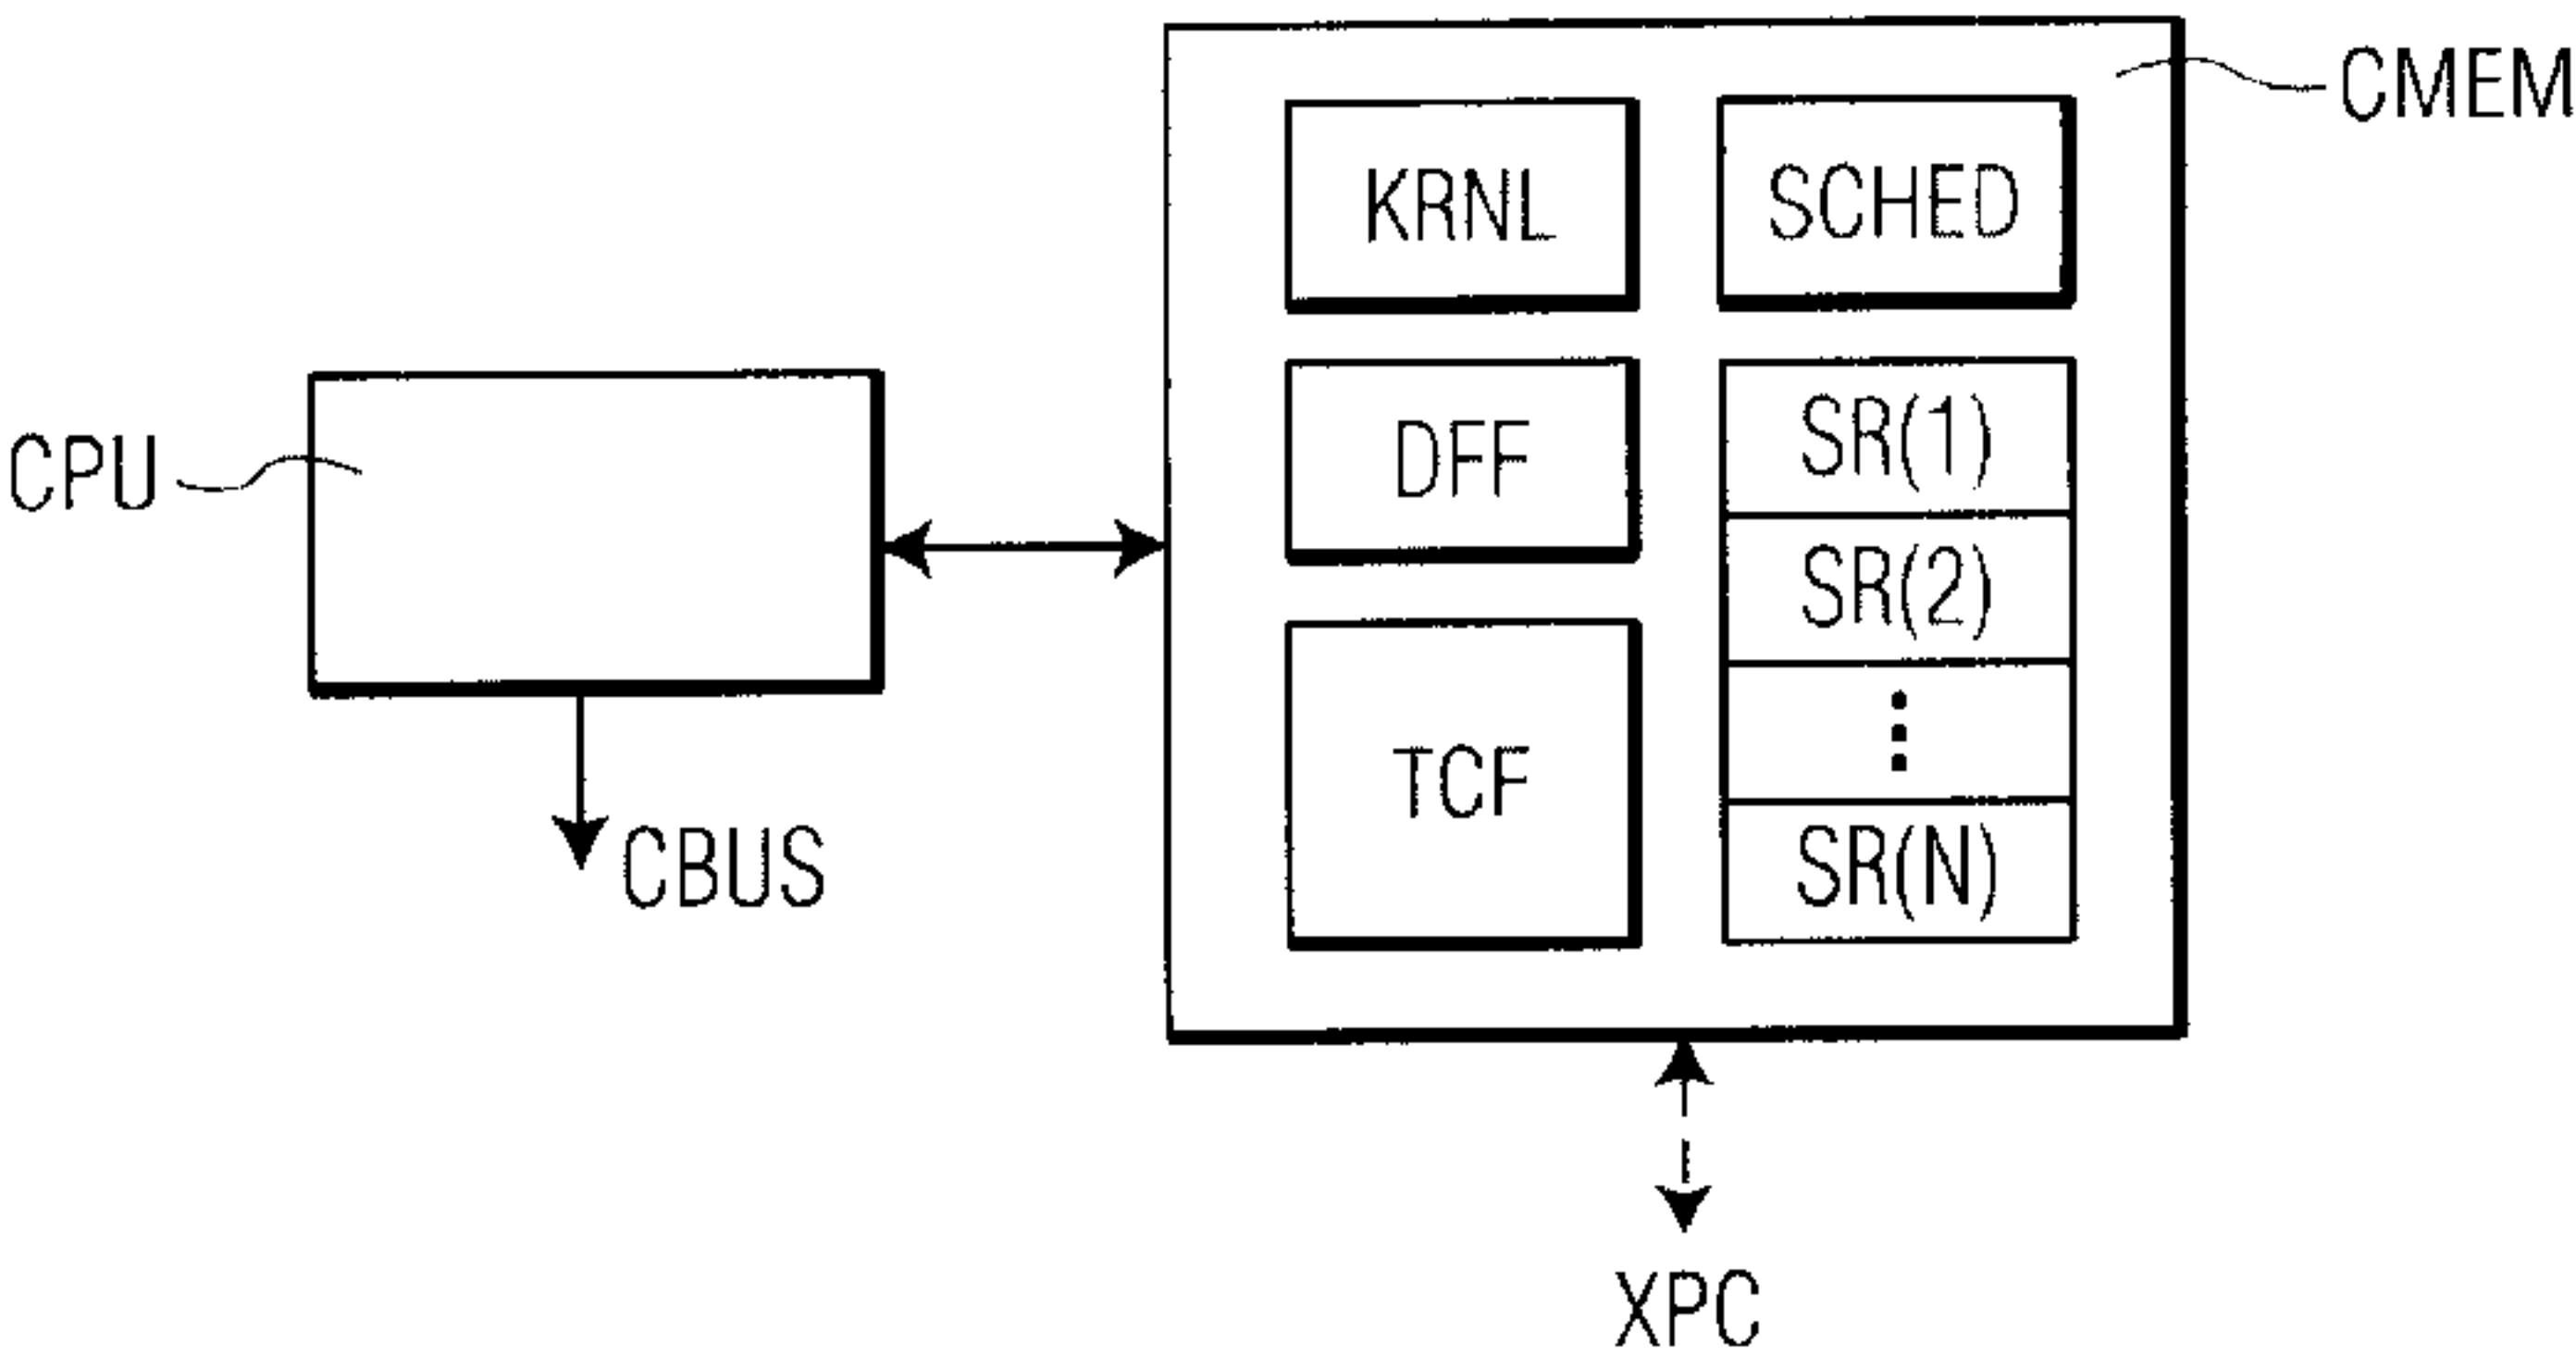 CMEM
KRNL
SCHED
CPU
DFF
SR(1)
SR(2)
TCF
SR(N)
CBUS
XPC